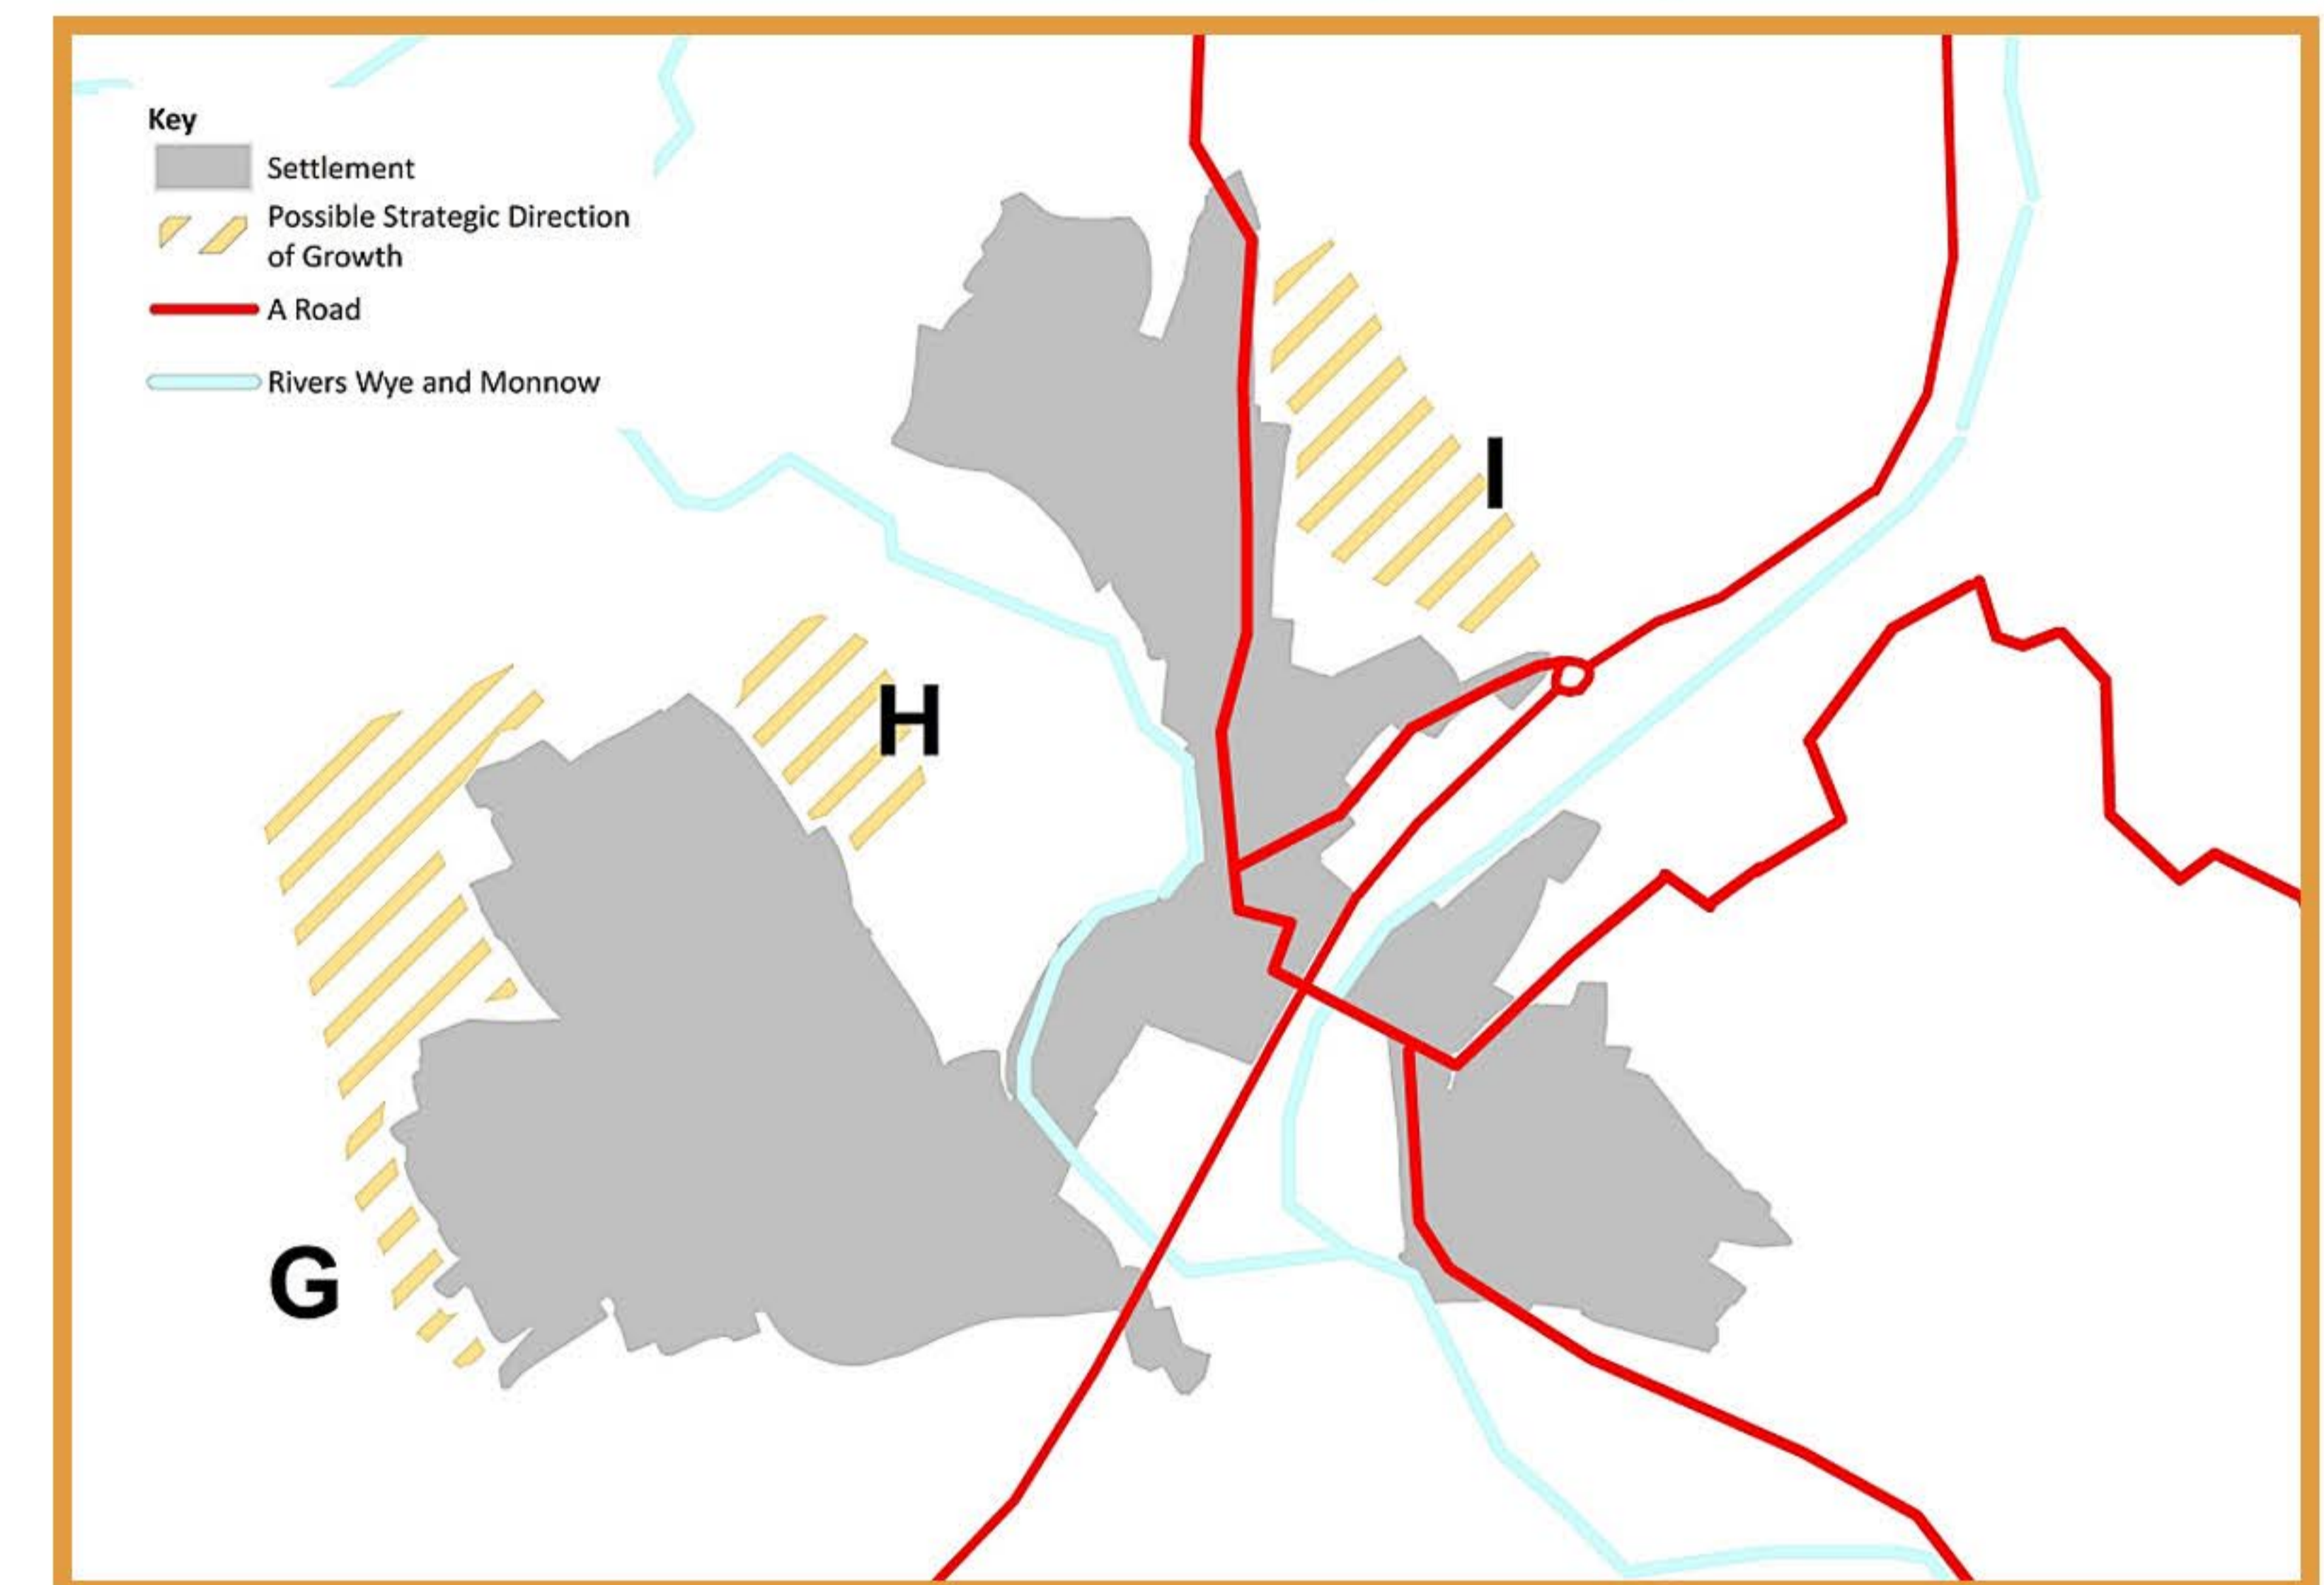 Key
Settlement
Possible Strategic Direction
of Growth
A Road
Rivers Wye and Monnow
I
H
G